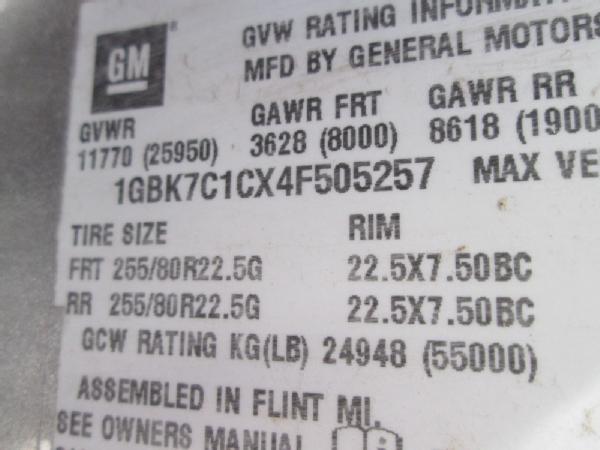 GM
GVW RATING
MFD BY GENERAL MOTORS
GVWR GAWR FRT GAWR RR
11770 (25950) 3628 (8000) 8618 (1900
1GBK7C1CX4F505257 MAX VE
TIRE SIZE RIM
FRT 255/80R22.5G 22.5X7.50BC
RR 255/80R22.5G 22.5X7.50BC
GCW RATING KG(LB) 24948 (55000)
ASSEMBLED IN FLINT MI.
SEE OWNERS MANUAL